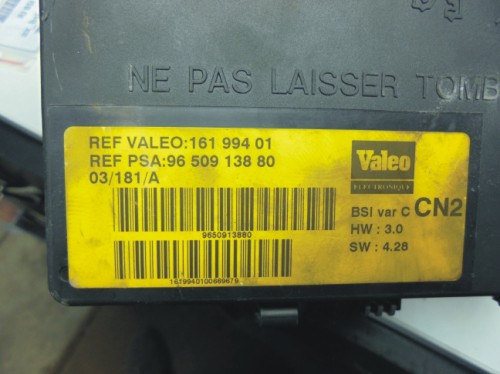 NE PAS LAISSER TOMB
REF VALEO:161 994 01
REF PSA:96 509 138 80
03/181/A
9650913880
Valeo
ELECTRONIQUE
BSI var C CN2
HW : 3.0
SW : 4.28